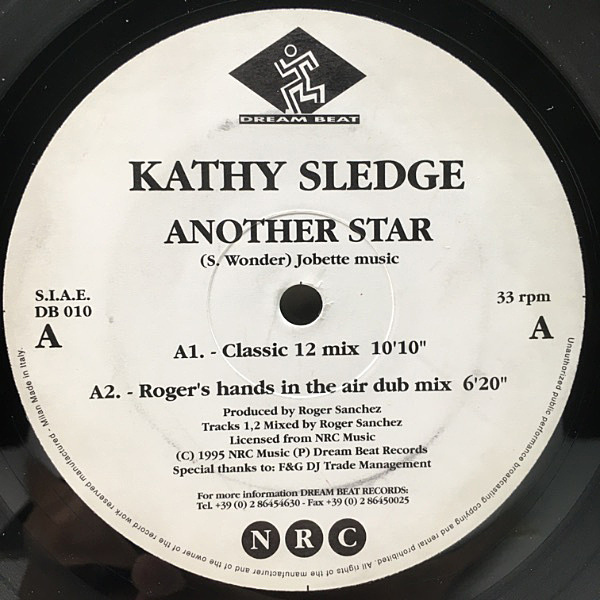 DREAM BEAT
KATHY SLEDGE
ANOTHER STAR
(S. Wonder) Jobette music
S.I.A.E.
DB 010
A
33 rpm
A
A1. - Classic 12 mix 10'10"
A2. - Roger's hands in the air dub mix 6'20"
Produced by Roger Sanchez
Tracks 1,2 Mixed by Roger Sanchez
Licensed from NRC Music
(C) 1995 NRC Music (P) Dream Beat Records
Special thanks to: F&G DJ Trade Management
For more information DREAM BEAT RECORDS:
Tel. +39 (0) 2 86454630 - Fax +39 (0) 2 86450025
N R C
Unauthorized public performance broadcasting copying and rental prohibited. All rights of the manufacturer and of the owner of the record work reserved manufactured - Milan Made in Italy.